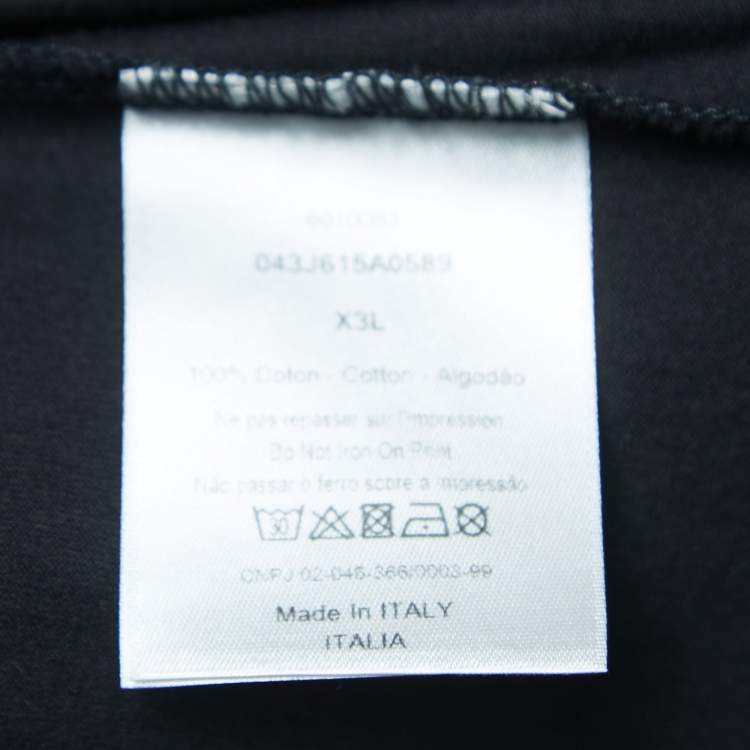 043J615A0589
X3L
100% Coton - Cotton - Algodão
Ne pas repasser sur l'impression
Do Not Iron On Print
Não passar o ferro sobre a impressão
30
CNPJ 02-046-366/0003-99
Made In ITALY
ITALIA